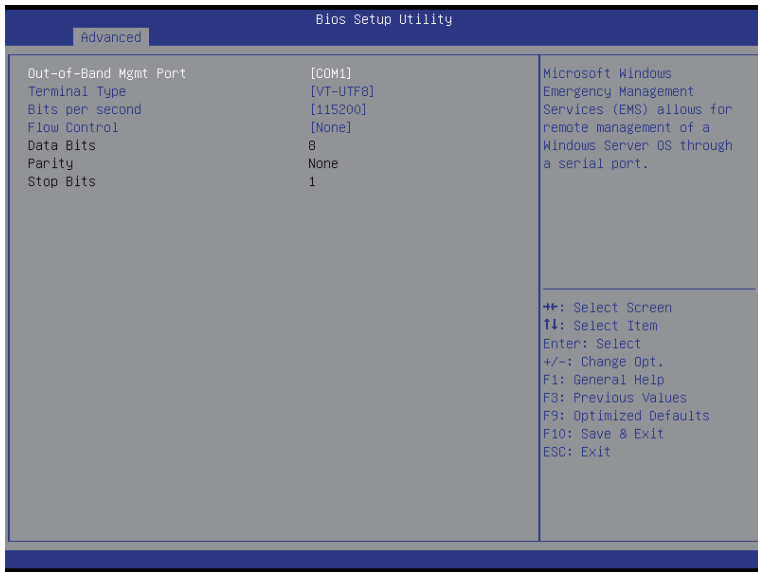 Bios Setup Utility
Advanced
Out-of-Band Mgmt Port [COM1]
Terminal Type [VT-UTF8]
Bits per second [115200]
Flow Control [None]
Data Bits 8
Parity None
Stop Bits 1
Microsoft Windows
Emergency Management
Services (EMS) allows for
remote management of a
Windows Server OS through
a serial port.
→←: Select Screen
↑↓: Select Item
Enter: Select
+/-: Change Opt.
F1: General Help
F3: Previous Values
F9: Optimized Defaults
F10: Save & Exit
ESC: Exit